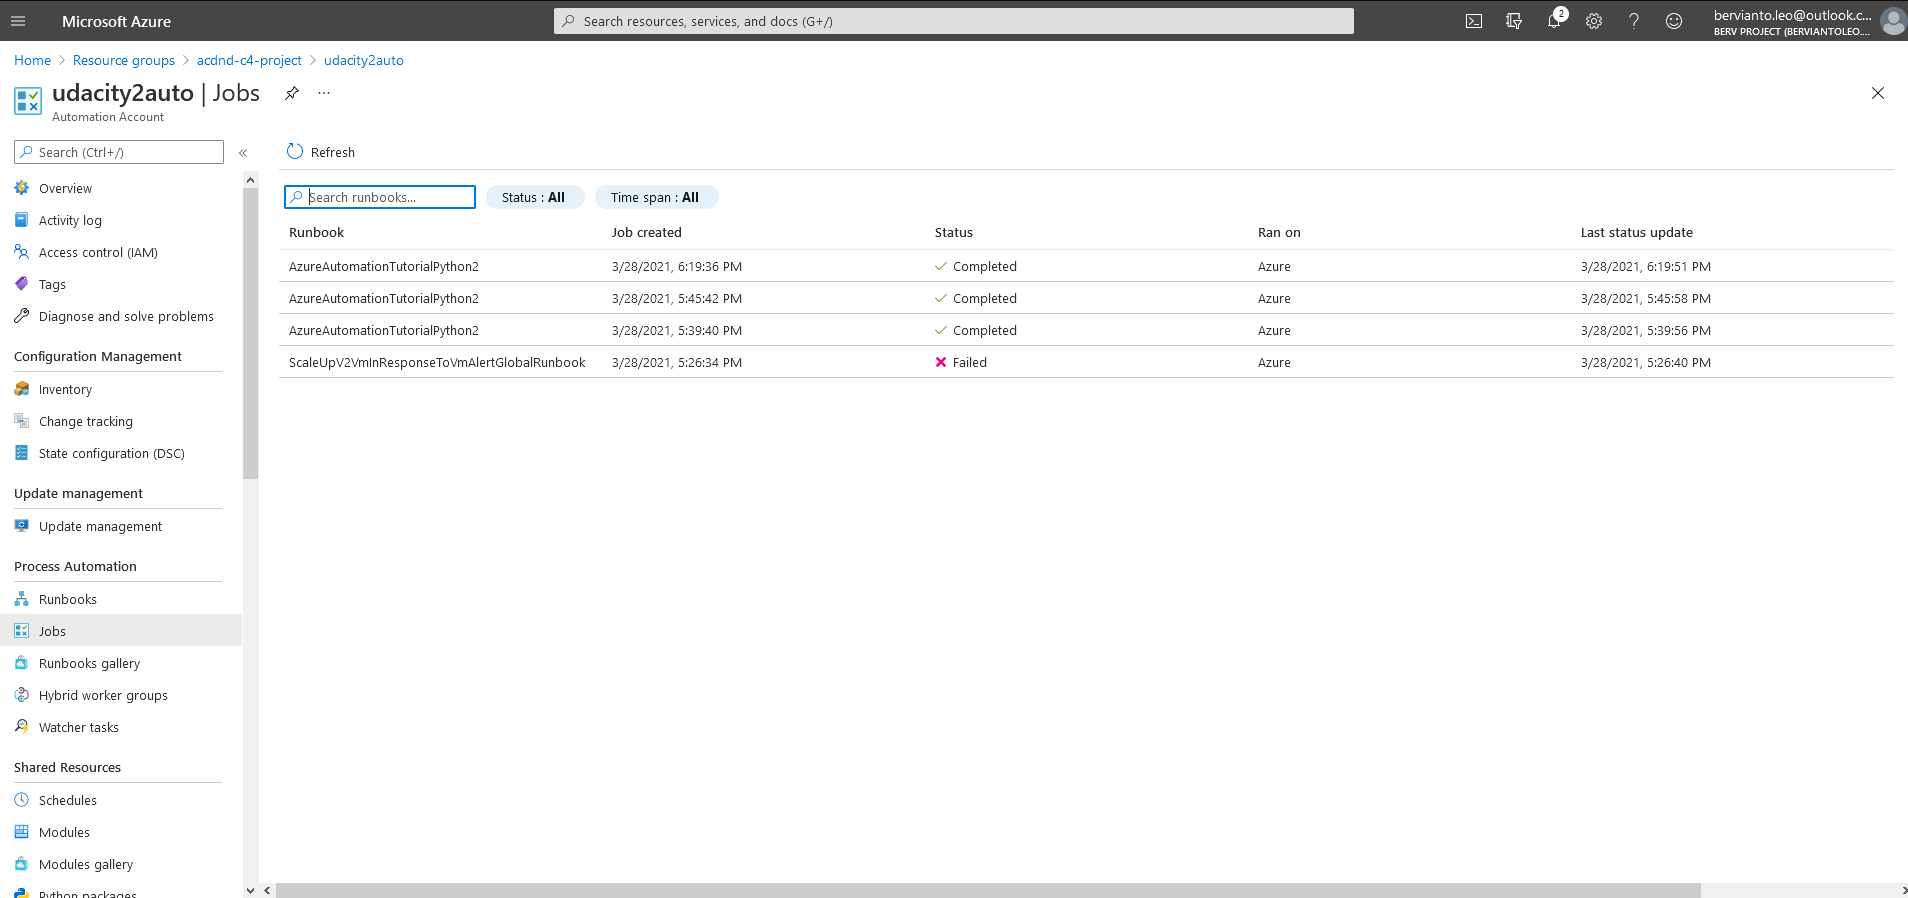 Microsoft Azure
Search resources, services, and docs (G+/)
2
bervianto.leo@outlook.c...
BERV PROJECT (BERVIANTOLEO....
Home > Resource groups > acdnd-c4-project > udacity2auto
udacity2auto | Jobs
...
Automation Account
Search (Ctrl+/)
«
Refresh
Search runbooks...
Status : All
Time span : All
Runbook Job created Status Ran on Last status update
AzureAutomationTutorialPython2 3/28/2021, 6:19:36 PM Completed Azure 3/28/2021, 6:19:51 PM
AzureAutomationTutorialPython2 3/28/2021, 5:45:42 PM Completed Azure 3/28/2021, 5:45:58 PM
AzureAutomationTutorialPython2 3/28/2021, 5:39:40 PM Completed Azure 3/28/2021, 5:39:56 PM
ScaleUpV2VmInResponseToVmAlertGlobalRunbook 3/28/2021, 5:26:34 PM Failed Azure 3/28/2021, 5:26:40 PM
Overview
Activity log
Access control (IAM)
Tags
Diagnose and solve problems
Configuration Management
Inventory
Change tracking
State configuration (DSC)
Update management
Update management
Process Automation
Runbooks
Jobs
Runbooks gallery
Hybrid worker groups
Watcher tasks
Shared Resources
Schedules
Modules
Modules gallery
Python packages